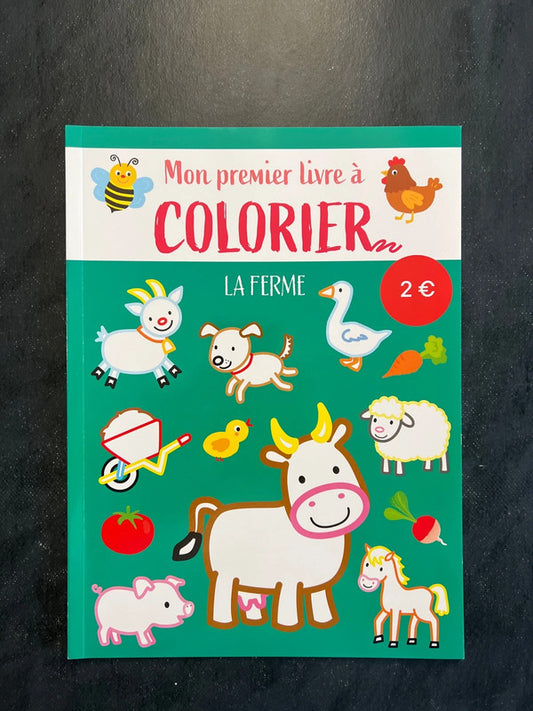 Mon premier livre à
COLORIER
LA FERME
2 €